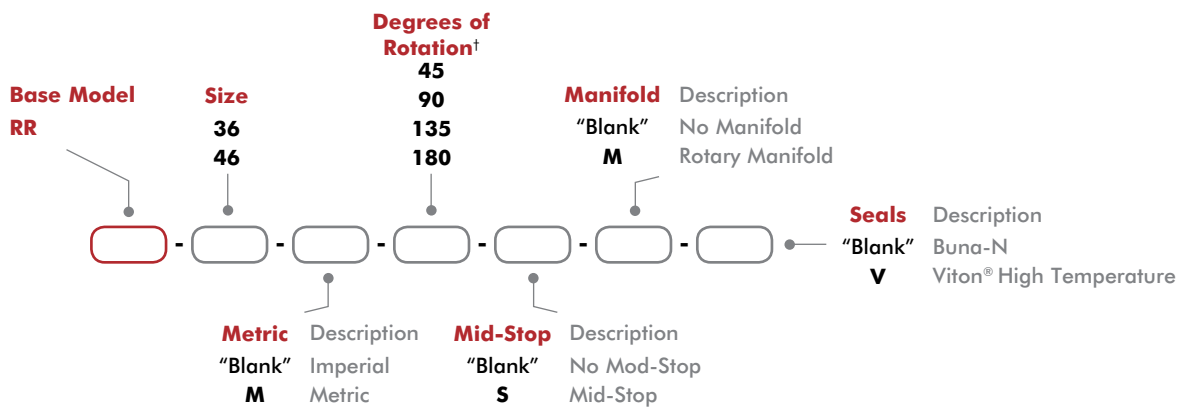 Degrees of
Rotation†
45
90
135
180
Base Model
RR
Size
36
46
Manifold Description
"Blank" No Manifold
M Rotary Manifold
- - - - - -
Seals Description
“Blank” Buna-N
V Viton® High Temperature
Metric Description
“Blank” Imperial
M Metric
Mid-Stop Description
“Blank” No Mod-Stop
S Mid-Stop